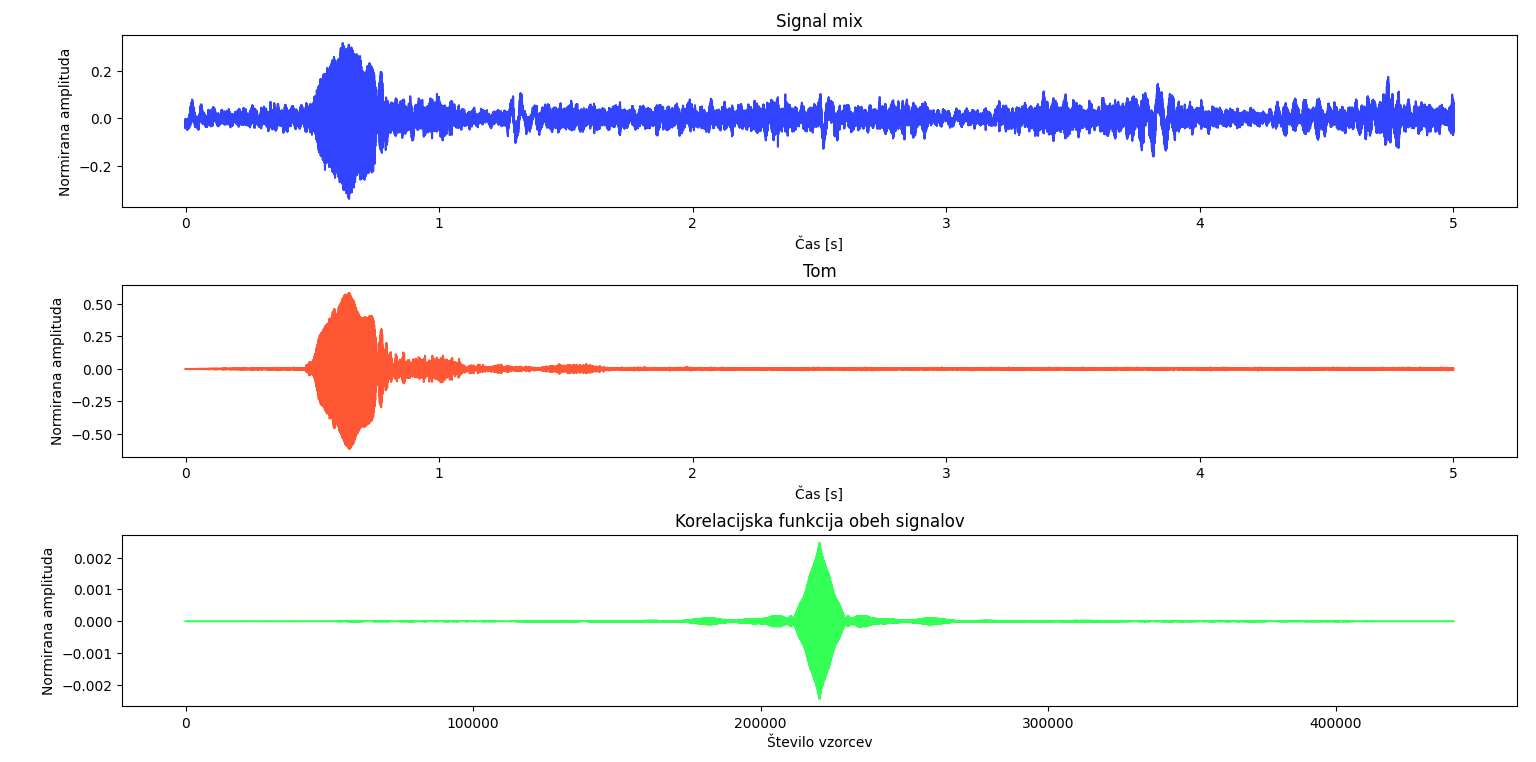 Signal mix
Normirana amplituda
0.2
0.0
−0.2
0 1 2 3 4 5
Čas [s]
Tom
Normirana amplituda
0.50
0.25
0.00
−0.25
−0.50
0 1 2 3 4 5
Čas [s]
Korelacijska funkcija obeh signalov
Normirana amplituda
0.002
0.001
0.000
−0.001
−0.002
0 100000 200000 300000 400000
Število vzorcev